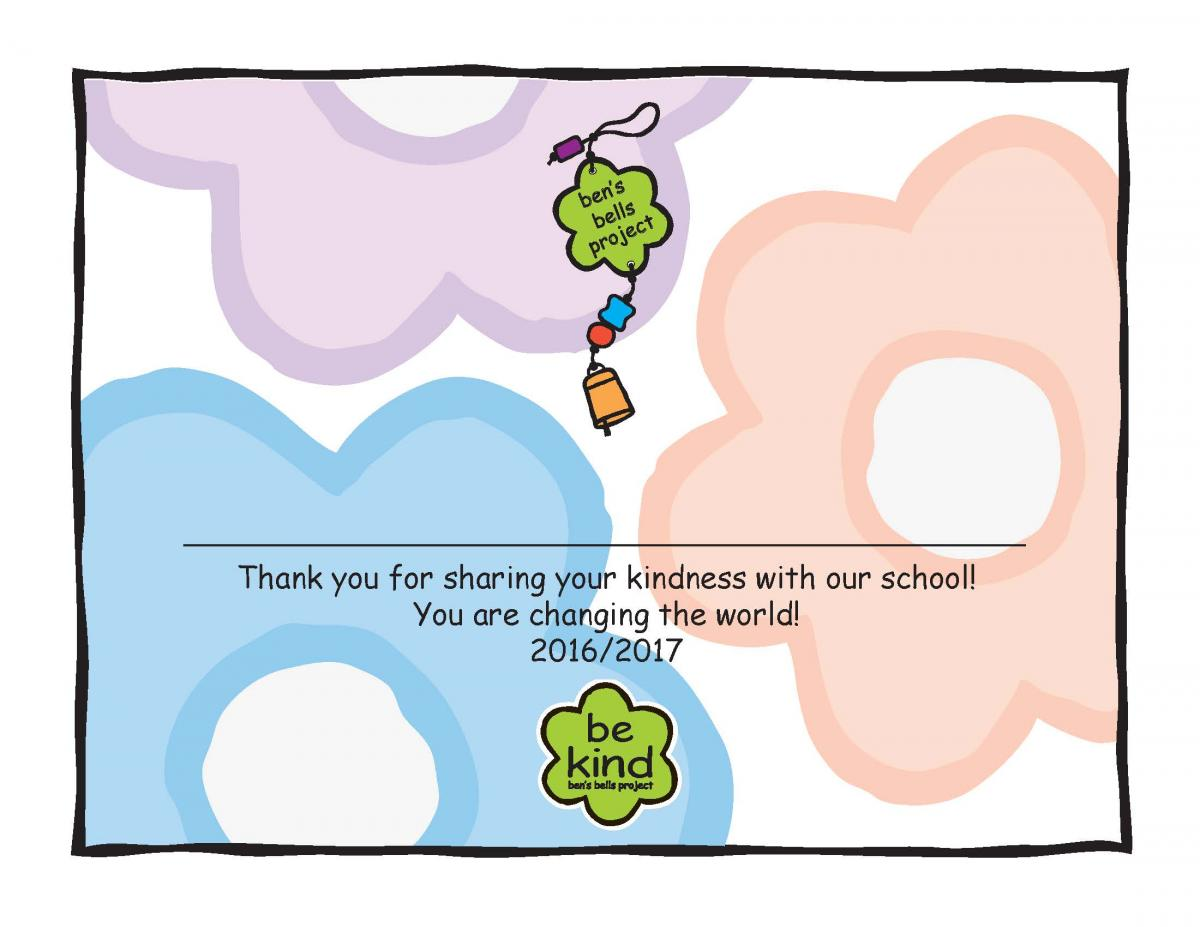 ben's
bells
project
Thank you for sharing your kindness with our school!
You are changing the world!
2016/2017
be
kind
ben's bells project